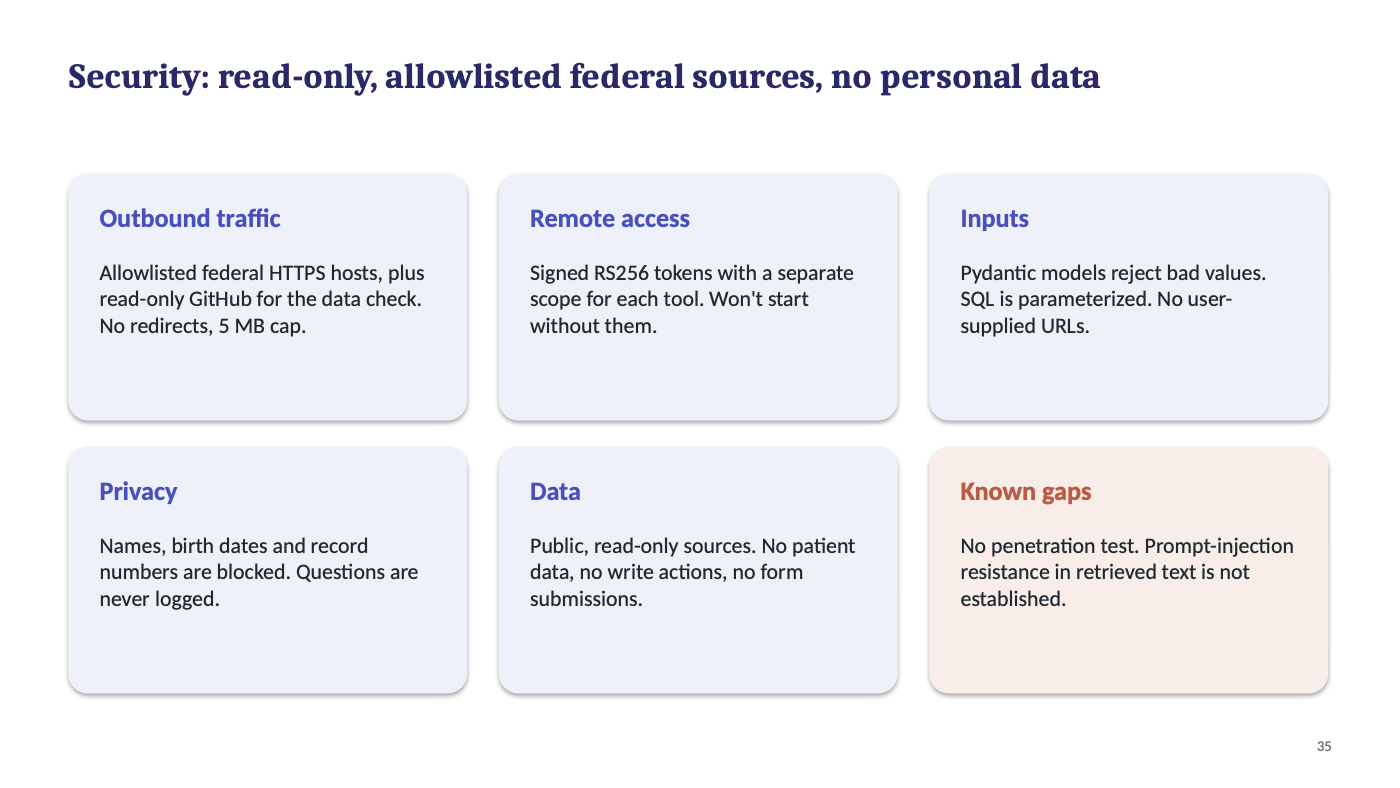 Security: read-only, allowlisted federal sources, no personal data
Outbound traffic
Allowlisted federal HTTPS hosts, plus
read-only GitHub for the data check.
No redirects, 5 MB cap.
Remote access
Signed RS256 tokens with a separate
scope for each tool. Won't start
without them.
Inputs
Pydantic models reject bad values.
SQL is parameterized. No user-
supplied URLs.
Privacy
Names, birth dates and record
numbers are blocked. Questions are
never logged.
Data
Public, read-only sources. No patient
data, no write actions, no form
submissions.
Known gaps
No penetration test. Prompt-injection
resistance in retrieved text is not
established.
35